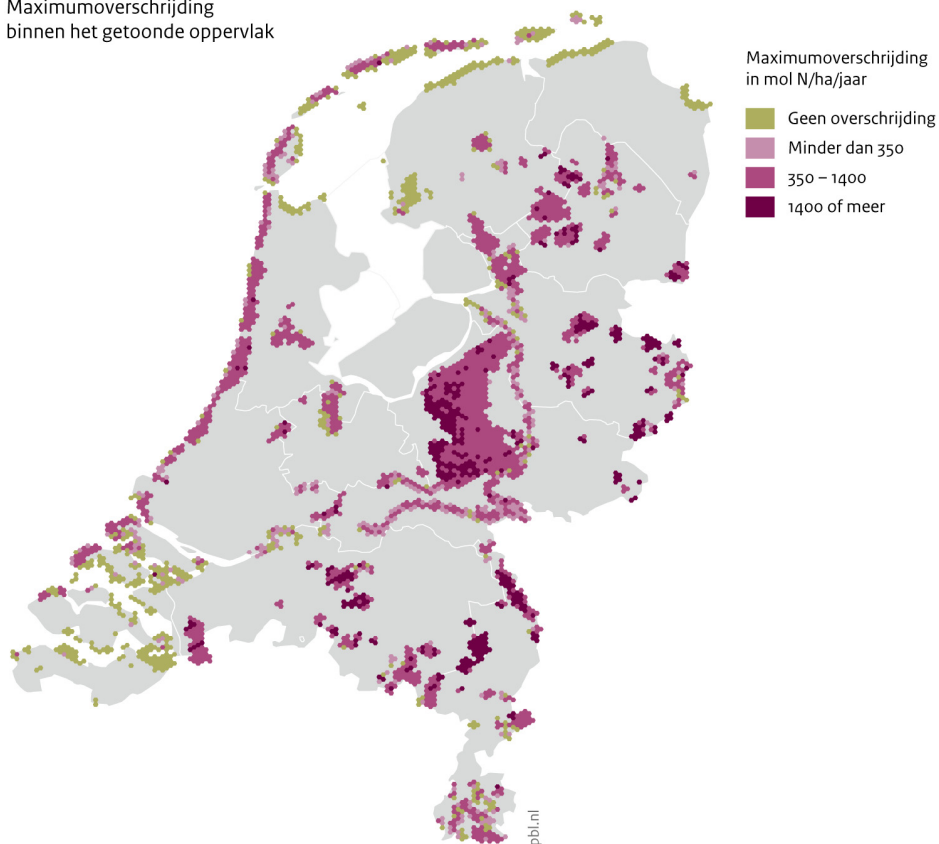 Maximumoverschrijding
binnen het getoonde oppervlak
Maximumoverschrijding
in mol N/ha/jaar
Geen overschrijding
Minder dan 350
350 – 1400
1400 of meer
pbl.nl